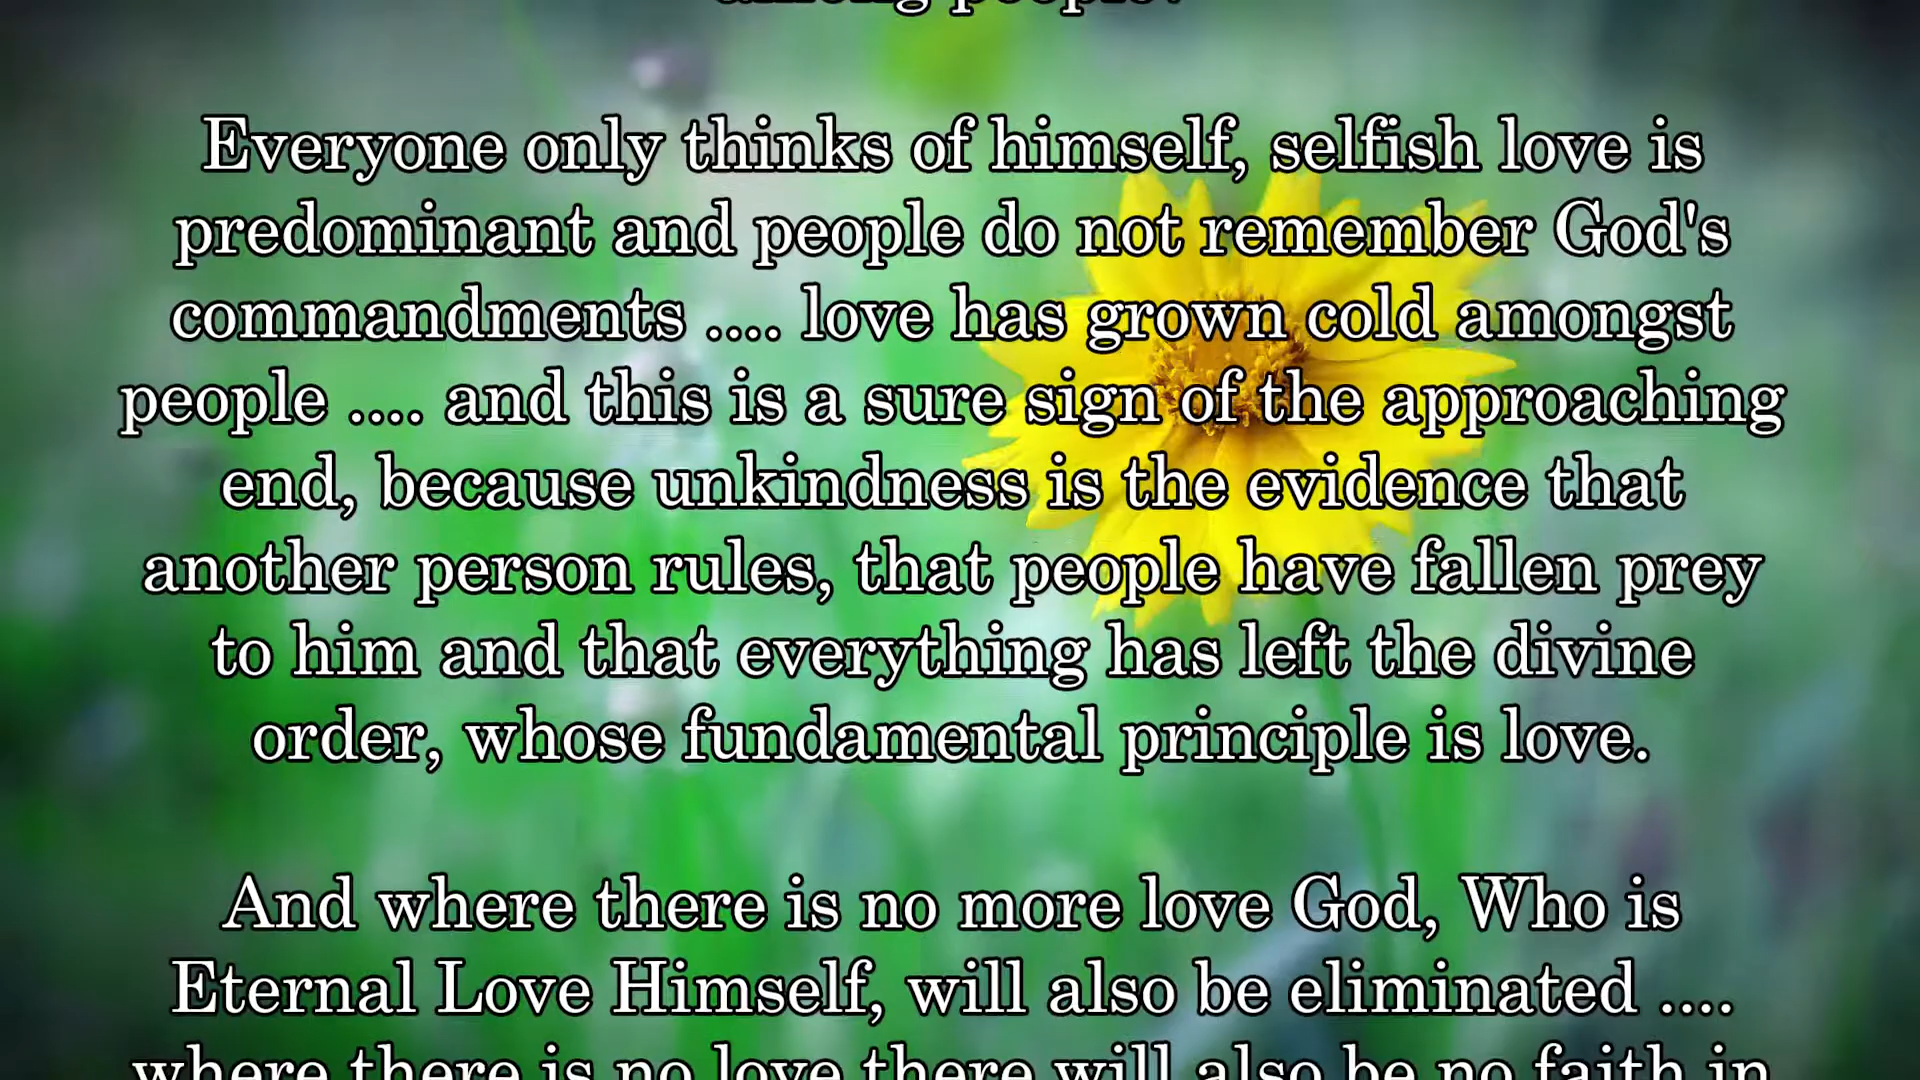 among people?
Everyone only thinks of himself, selfish love is
predominant and people do not remember God's
commandments .... love has grown cold amongst
people .... and this is a sure sign of the approaching
end, because unkindness is the evidence that
another person rules, that people have fallen prey
to him and that everything has left the divine
order, whose fundamental principle is love.
And where there is no more love God, Who is
Eternal Love Himself, will also be eliminated ....
where there is no love there will also be no faith in